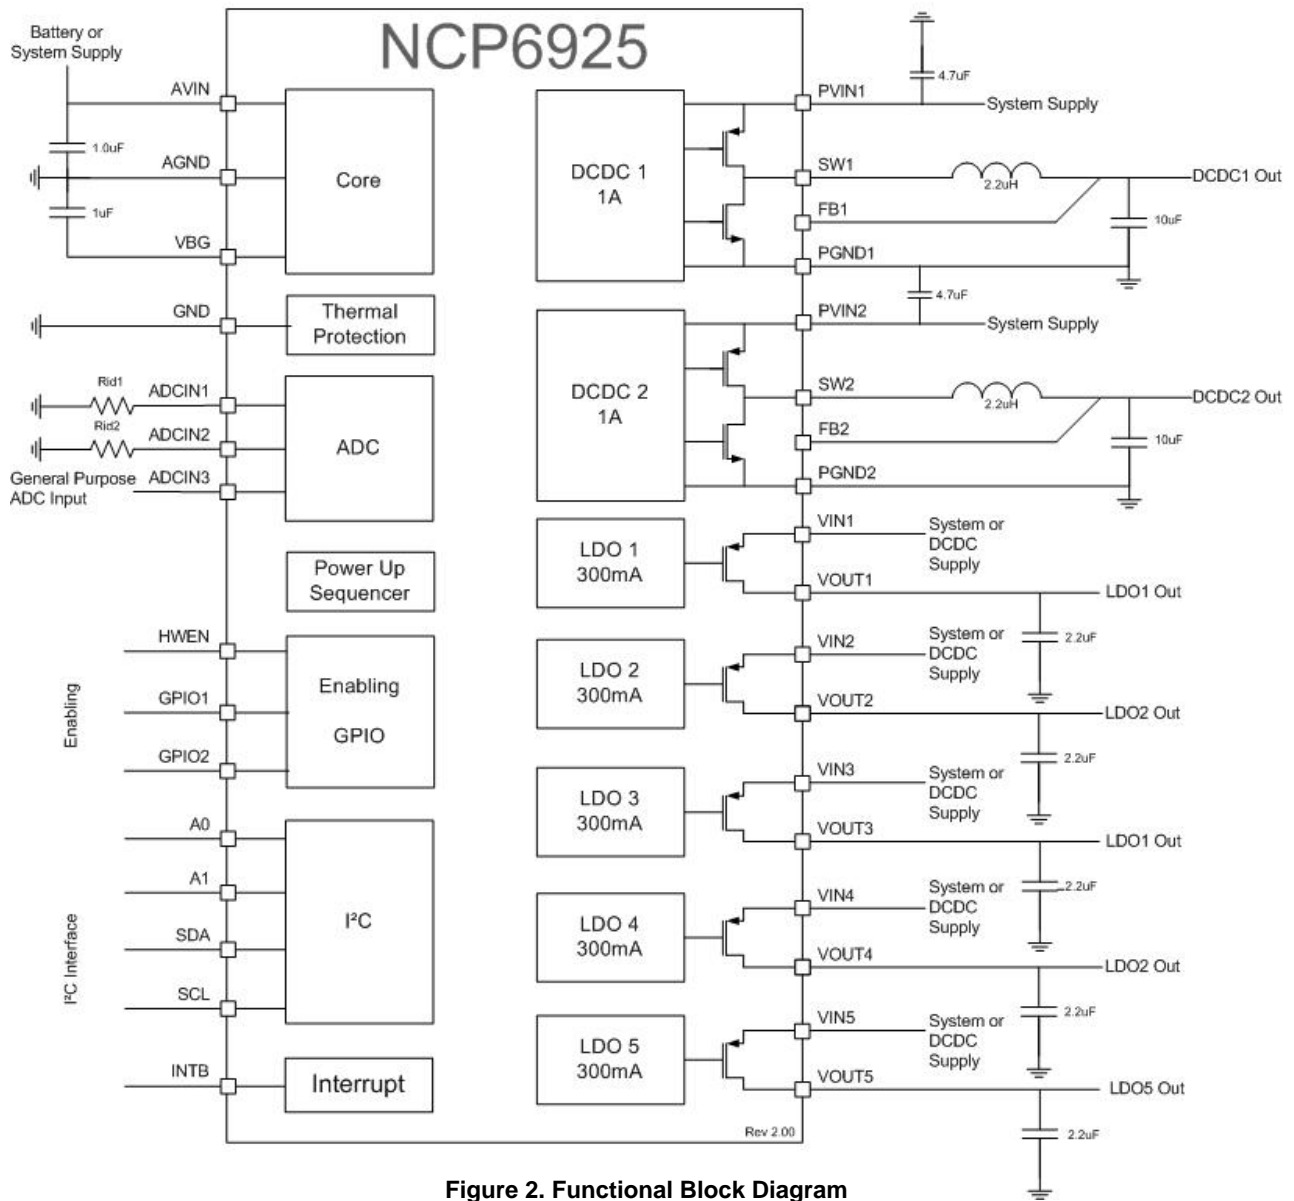 NCP6925
Battery or
System Supply
AVIN
1.0uF
AGND
1uF
VBG
Core
GND
Thermal
Protection
Rid1
ADCIN1
Rid2
ADCIN2
General Purpose
ADC Input
ADCIN3
ADC
Power Up
Sequencer
Enabling
HWEN
GPIO1
GPIO2
Enabling
GPIO
I²C Interface
A0
A1
SDA
SCL
I²C
INTB
Interrupt
DCDC 1
1A
PVIN1
4.7uF
System Supply
SW1
2.2uH
DCDC1 Out
FB1
10uF
PGND1
4.7uF
DCDC 2
1A
PVIN2
System Supply
SW2
2.2uH
DCDC2 Out
FB2
10uF
PGND2
LDO 1
300mA
VIN1
System or
DCDC
Supply
VOUT1
LDO1 Out
2.2uF
LDO 2
300mA
VIN2
System or
DCDC
Supply
VOUT2
LDO2 Out
2.2uF
LDO 3
300mA
VIN3
System or
DCDC
Supply
VOUT3
LDO1 Out
2.2uF
LDO 4
300mA
VIN4
System or
DCDC
Supply
VOUT4
LDO2 Out
2.2uF
LDO 5
300mA
VIN5
System or
DCDC
Supply
VOUT5
LDO5 Out
2.2uF
Rev 2.00
Figure 2. Functional Block Diagram